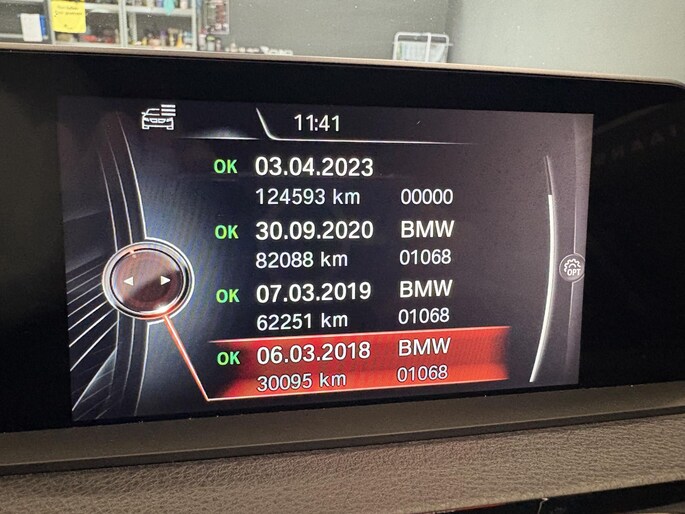 11:41
OK 03.04.2023
124593 km 00000
OK 30.09.2020 BMW
82088 km 01068
OK 07.03.2019 BMW
62251 km 01068
OK 06.03.2018 BMW
30095 km 01068
OPT